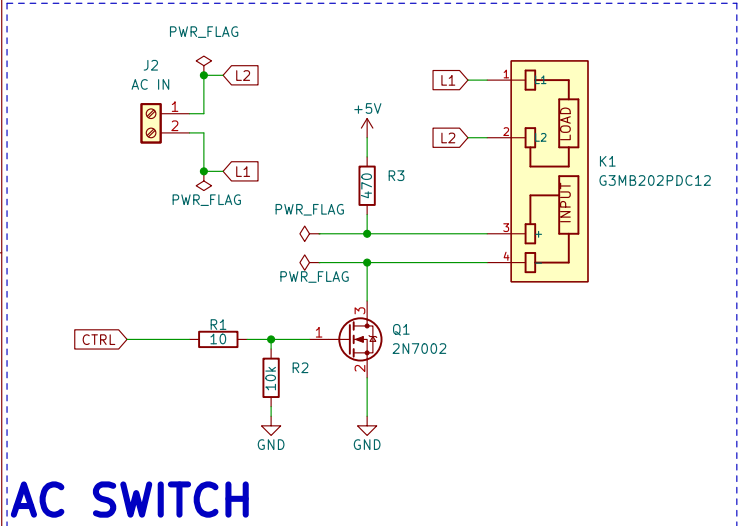 PWR_FLAG
J2
AC IN
L2
1
2
L1
PWR_FLAG
+5V
470
R3
PWR_FLAG
PWR_FLAG
L1
1
L1
L2
2
L2
LOAD
K1
G3MB202PDC12
INPUT
3
+
4
-
CTRL
R1
10
1
3
2
Q1
2N7002
10k
R2
GND
GND
AC SWITCH